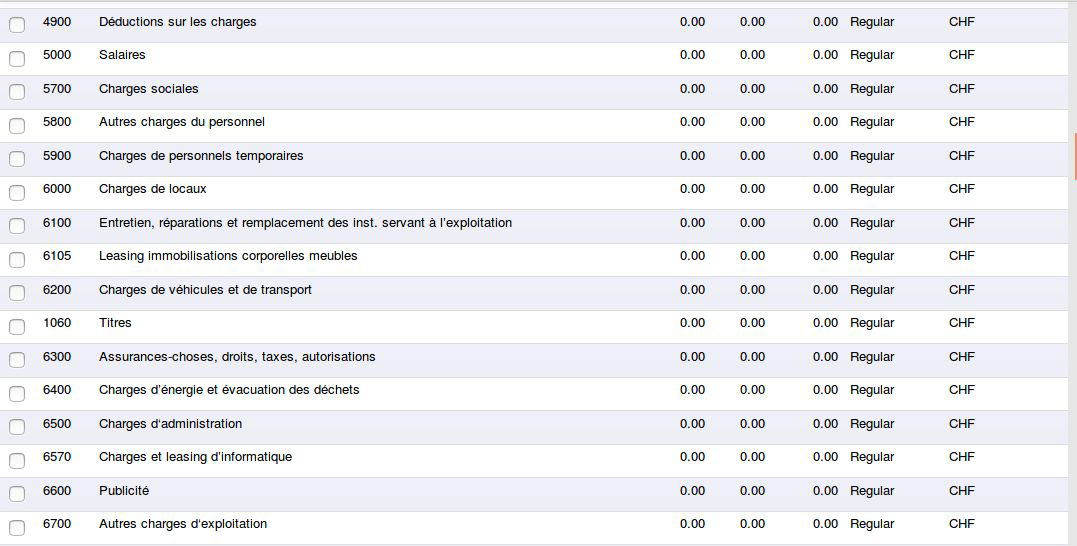 4900 Déductions sur les charges 0.00 0.00 0.00 Regular CHF
5000 Salaires 0.00 0.00 0.00 Regular CHF
5700 Charges sociales 0.00 0.00 0.00 Regular CHF
5800 Autres charges du personnel 0.00 0.00 0.00 Regular CHF
5900 Charges de personnels temporaires 0.00 0.00 0.00 Regular CHF
6000 Charges de locaux 0.00 0.00 0.00 Regular CHF
6100 Entretien, réparations et remplacement des inst. servant à l’exploitation 0.00 0.00 0.00 Regular CHF
6105 Leasing immobilisations corporelles meubles 0.00 0.00 0.00 Regular CHF
6200 Charges de véhicules et de transport 0.00 0.00 0.00 Regular CHF
1060 Titres 0.00 0.00 0.00 Regular CHF
6300 Assurances-choses, droits, taxes, autorisations 0.00 0.00 0.00 Regular CHF
6400 Charges d’énergie et évacuation des déchets 0.00 0.00 0.00 Regular CHF
6500 Charges d‘administration 0.00 0.00 0.00 Regular CHF
6570 Charges et leasing d’informatique 0.00 0.00 0.00 Regular CHF
6600 Publicité 0.00 0.00 0.00 Regular CHF
6700 Autres charges d‘exploitation 0.00 0.00 0.00 Regular CHF